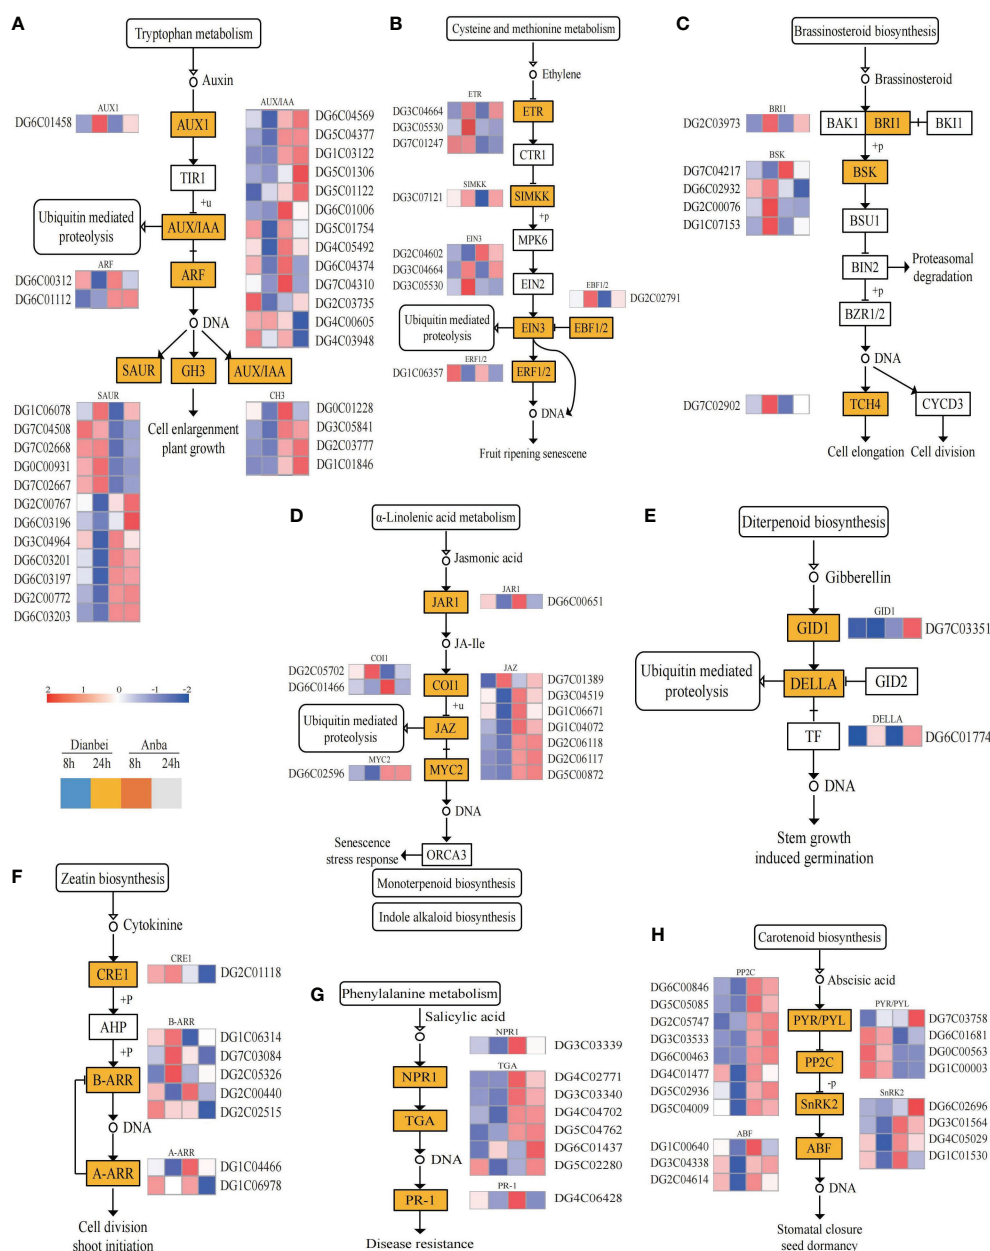 A
Tryptophan metabolism
Auxin
AUX1
DG6C01458
AUX1
TIR1
+u
Ubiquitin mediated
proteolysis
AUX/IAA
ARF
DG6C00312
DG6C01112
ARF
DNA
SAUR
GH3
AUX/IAA
Cell enlargenment
plant growth
AUX/IAA
DG6C04569
DG5C04377
DG1C03122
DG5C01306
DG5C01122
DG6C01006
DG5C01754
DG4C05492
DG6C04374
DG7C04310
DG2C03735
DG4C00605
DG4C03948
SAUR
DG1C06078
DG7C04508
DG7C02668
DG0C00931
DG7C02667
DG2C00767
DG6C03196
DG3C04964
DG6C03201
DG6C03197
DG2C00772
DG6C03203
CH3
DG0C01228
DG3C05841
DG2C03777
DG1C01846
2 1 0 -1 -2
Dianbei Anba
8h 24h 8h 24h
B
Cysteine and methionine metabolism
Ethylene
ETR
DG3C04664
DG3C05530
DG7C01247
ETR
CTR1
SIMKK
DG3C07121
SIMKK
+p
MPK6
EIN3
DG2C04602
DG3C04664
DG3C05530
EIN2
EBF1/2
DG2C02791
Ubiquitin mediated
proteolysis
EIN3
EBF1/2
ERF1/2
DG1C06357
ERF1/2
DNA
Fruit ripening senescene
C
Brassinosteroid biosynthesis
Brassinosteroid
BRI1
DG2C03973
BAK1
BRI1
BKI1
+p
BSK
DG7C04217
DG6C02932
DG2C00076
DG1C07153
BSK
BSU1
BIN2
Proteasomal
degradation
+p
BZR1/2
DNA
DG7C02902
TCH4
CYCD3
Cell elongation
Cell division
D
α-Linolenic acid metabolism
Jasmonic acid
JAR1
JAR1
DG6C00651
JA-Ile
COI1
DG2C05702
DG6C01466
COI1
+u
Ubiquitin mediated
proteolysis
JAZ
MYC2
DG6C02596
MYC2
JAZ
DG7C01389
DG3C04519
DG1C06671
DG1C04072
DG2C06118
DG2C06117
DG5C00872
DNA
Senescence
stress response
ORCA3
Monoterpenoid biosynthesis
Indole alkaloid biosynthesis
E
Diterpenoid biosynthesis
Gibberellin
GID1
GID1
DG7C03351
Ubiquitin mediated
proteolysis
DELLA
GID2
TF
DELLA
DG6C01774
DNA
Stem growth
induced germination
F
Zeatin biosynthesis
Cytokinine
CRE1
CRE1
DG2C01118
+P
AHP
+P
B-ARR
B-ARR
DG1C06314
DG7C03084
DG2C05326
DG2C00440
DG2C02515
DNA
A-ARR
A-ARR
DG1C04466
DG1C06978
Cell division
shoot initiation
G
Phenylalanine metabolism
Salicylic acid
NPR1
NPR1
DG3C03339
TGA
TGA
DG4C02771
DG3C03340
DG4C04702
DG5C04762
DG6C01437
DG5C02280
DNA
PR-1
PR-1
DG4C06428
Disease resistance
H
Carotenoid biosynthesis
Abscisic acid
PP2C
DG6C00846
DG5C05085
DG2C05747
DG3C03533
DG6C00463
DG4C01477
DG5C02936
DG5C04009
PYR/PYL
PYR/PYL
DG7C03758
DG6C01681
DG0C00563
DG1C00003
PP2C
-p
SnRK2
SnRK2
DG6C02696
DG3C01564
DG4C05029
DG1C01530
ABF
DG1C00640
DG3C04338
DG2C04614
ABF
DNA
Stomatal closure
seed dormancy